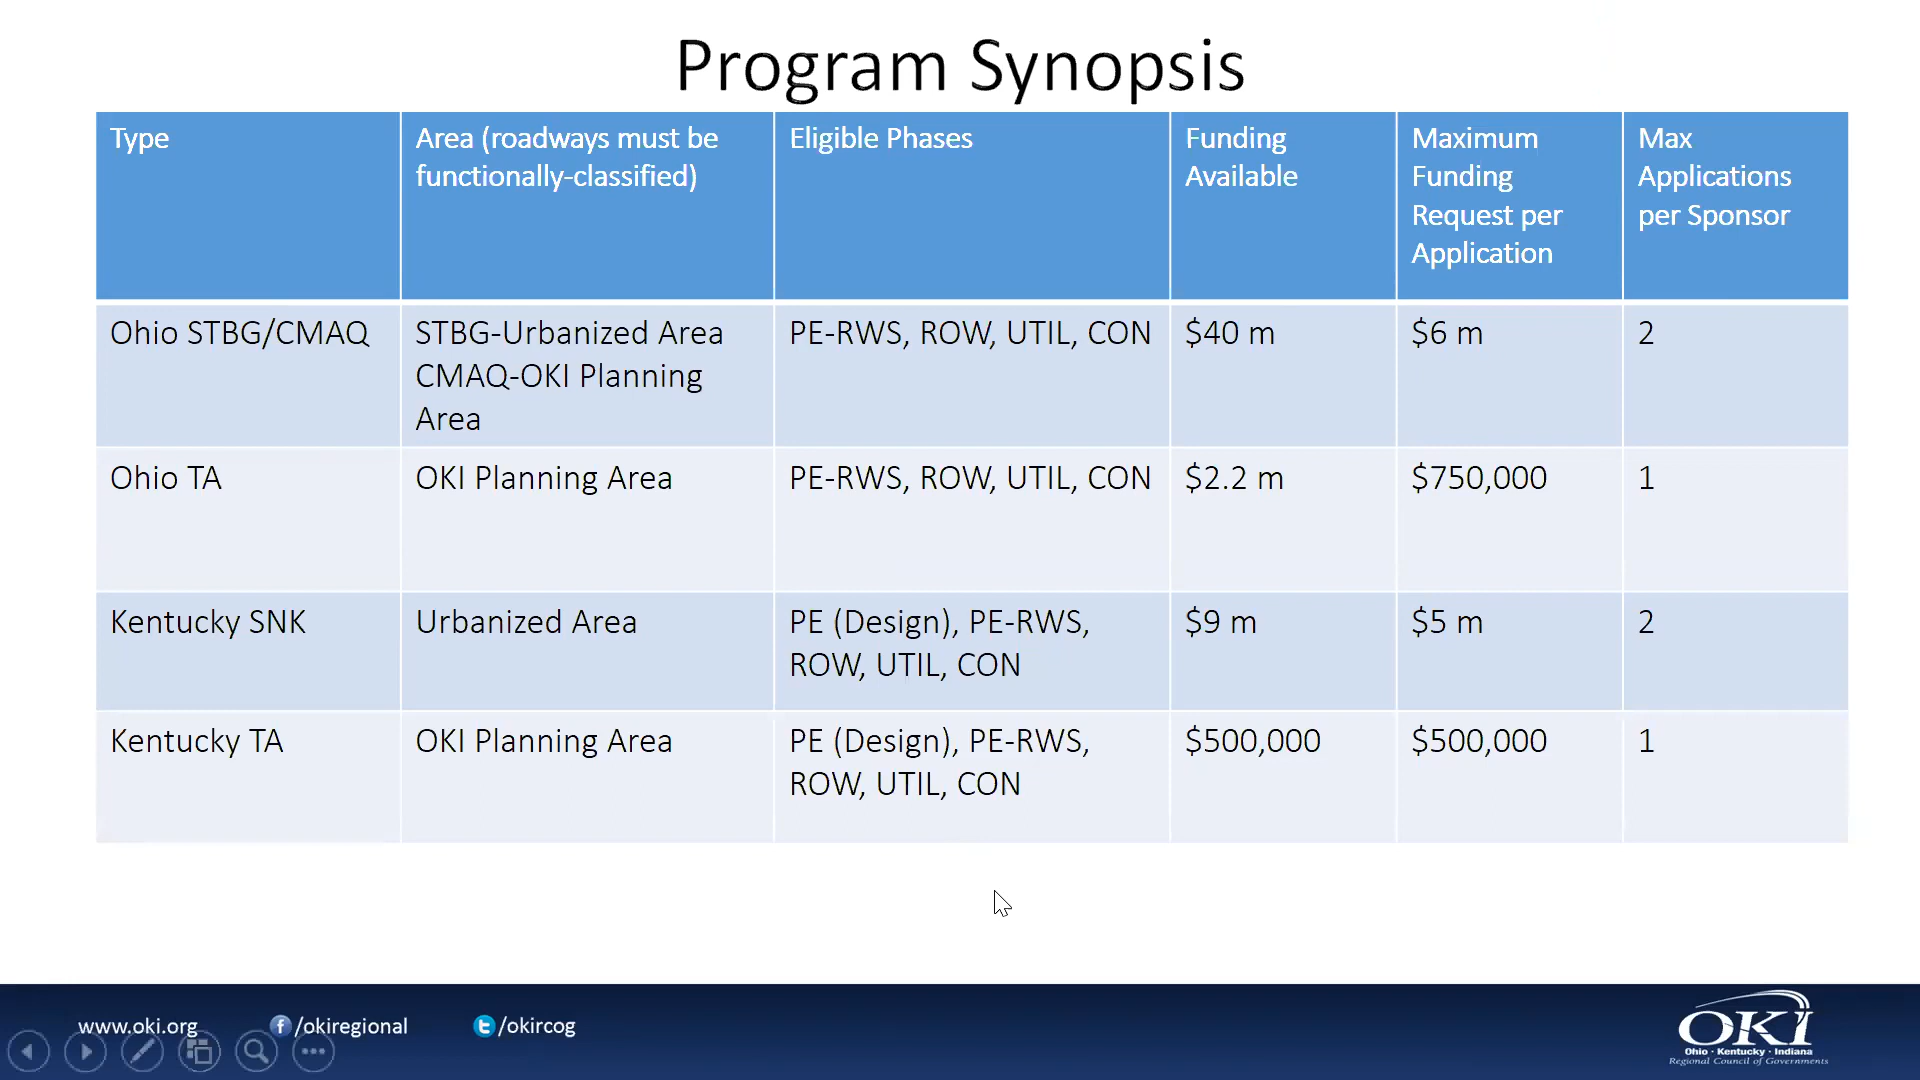 Program Synopsis
Type
Area (roadways must be
functionally-classified)
Eligible Phases
Funding
Available
Maximum
Funding
Request per
Application
Max
Applications
per Sponsor
Ohio STBG/CMAQ
STBG-Urbanized Area
CMAQ-OKI Planning
Area
PE-RWS, ROW, UTIL, CON
$40 m
$6 m
2
Ohio TA
OKI Planning Area
PE-RWS, ROW, UTIL, CON
$2.2 m
$750,000
1
Kentucky SNK
Urbanized Area
PE (Design), PE-RWS,
ROW, UTIL, CON
$9 m
$5 m
2
Kentucky TA
OKI Planning Area
PE (Design), PE-RWS,
ROW, UTIL, CON
$500,000
$500,000
1
www.oki.org
f/okiregional
t/okircog
OKI
Ohio · Kentucky · Indiana
Regional Council of Governments